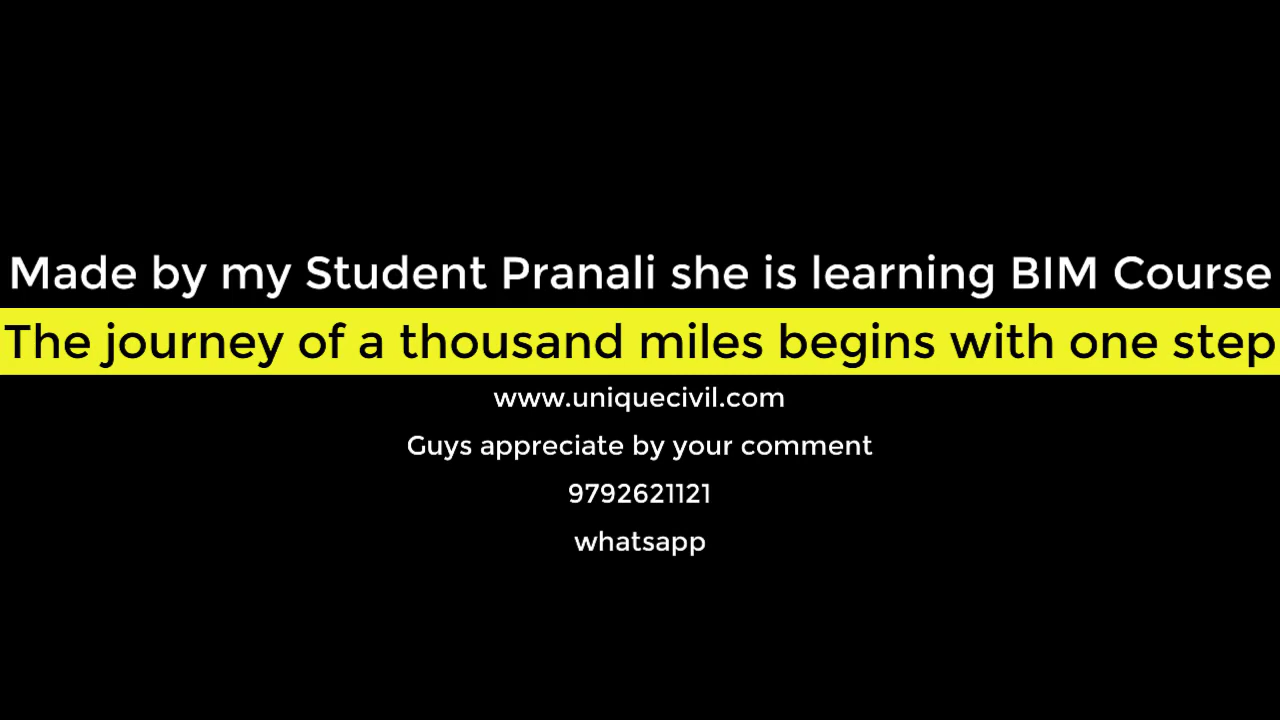 Made by my Student Pranali she is learning BIM Course
The journey of a thousand miles begins with one step
www.uniquecivil.com
Guys appreciate by your comment
9792621121
whatsapp